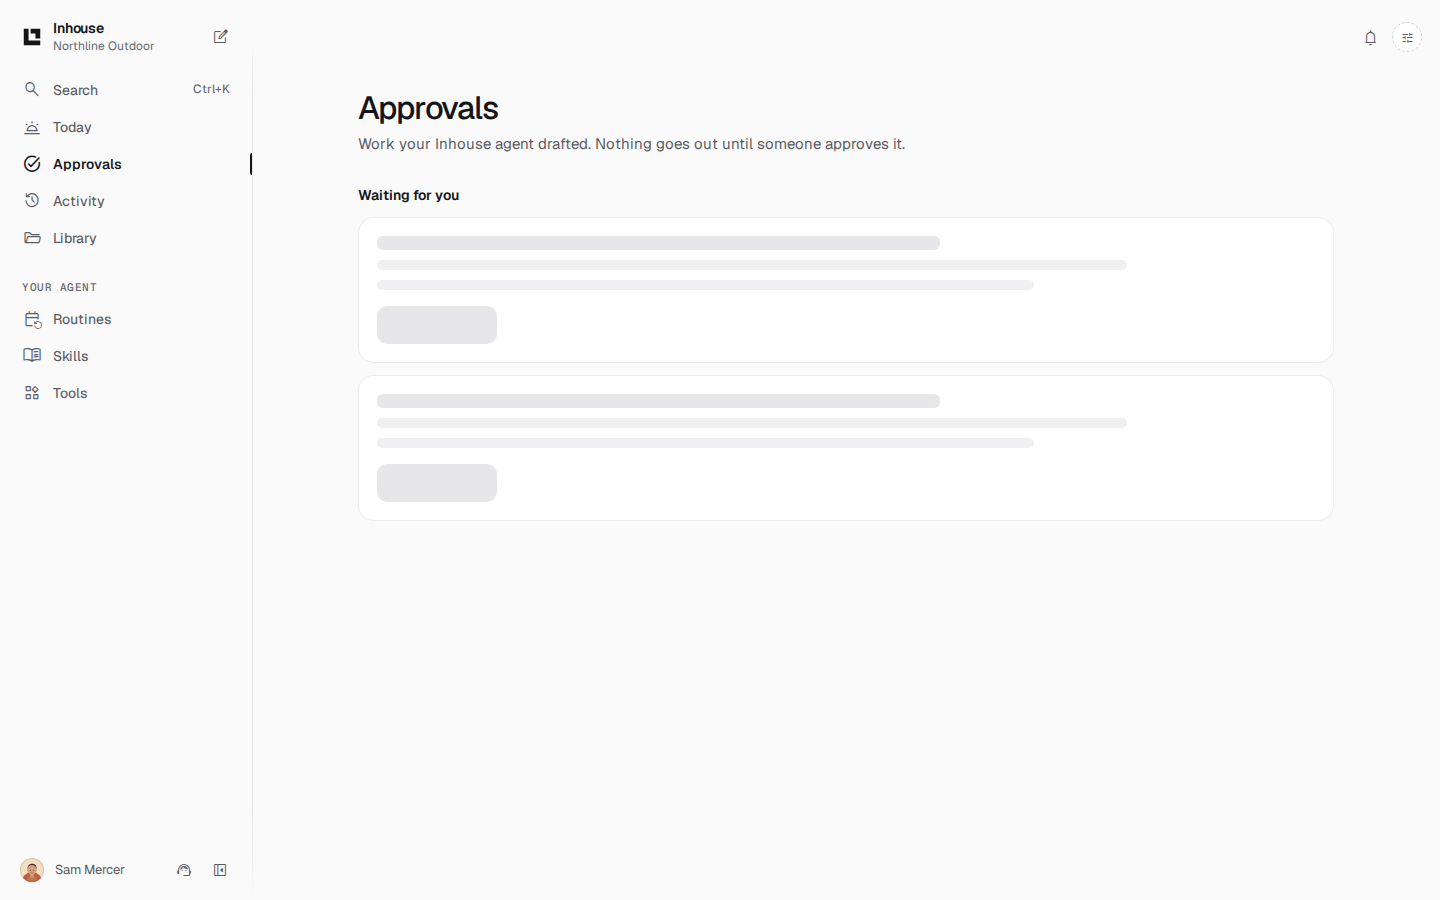 Inhouse
Northline Outdoor
Search Ctrl+K
Today
Approvals
Activity
Library
YOUR AGENT
Routines
Skills
Tools
Sam Mercer
Approvals
Work your Inhouse agent drafted. Nothing goes out until someone approves it.
Waiting for you